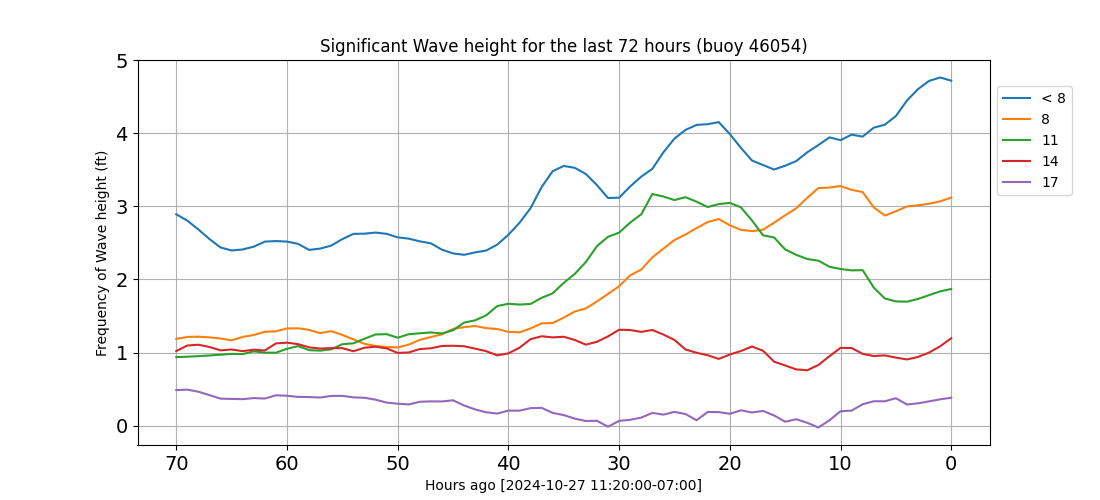 Significant Wave height for the last 72 hours (buoy 46054)
Frequency of Wave height (ft)
5
4
3
2
1
0
70 60 50 40 30 20 10 0
Hours ago [2024-10-27 11:20:00-07:00]
< 8
8
11
14
17